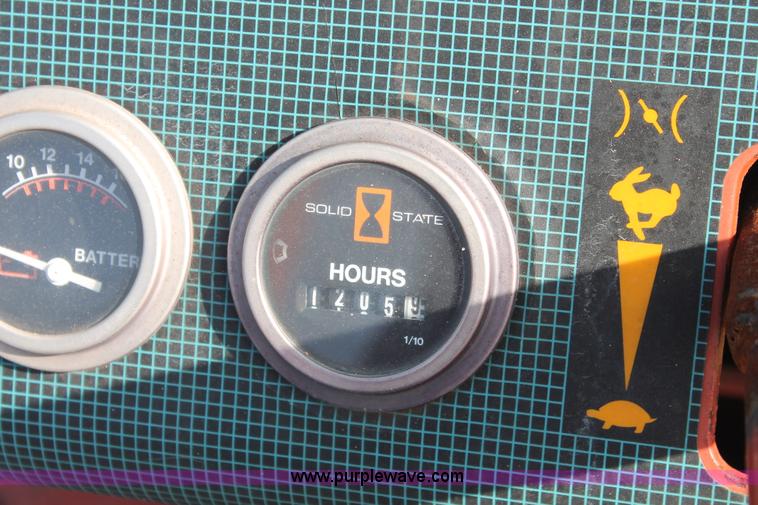 10 12 14
BATTER
SOLID STATE
HOURS
12059
1/10
www.purplewave.com